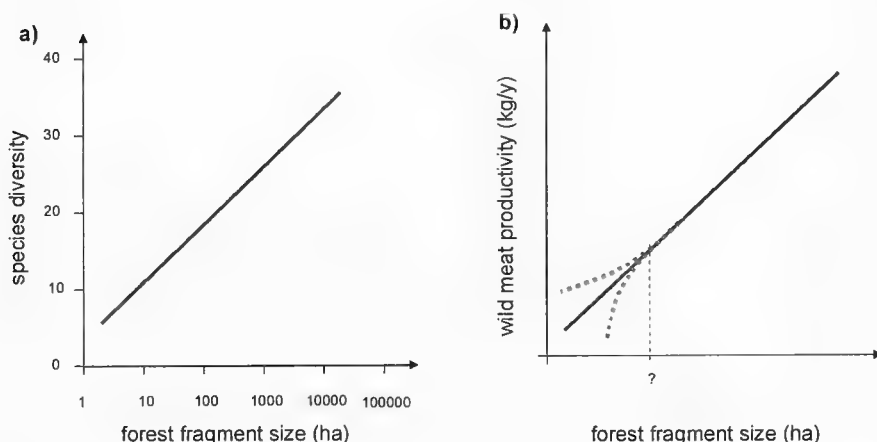 a)
species diversity
40
30
20
10
0
1 10 100 1000 10000 100000
forest fragment size (ha)
b)
wild meat productivity (kg/y)
?
forest fragment size (ha)